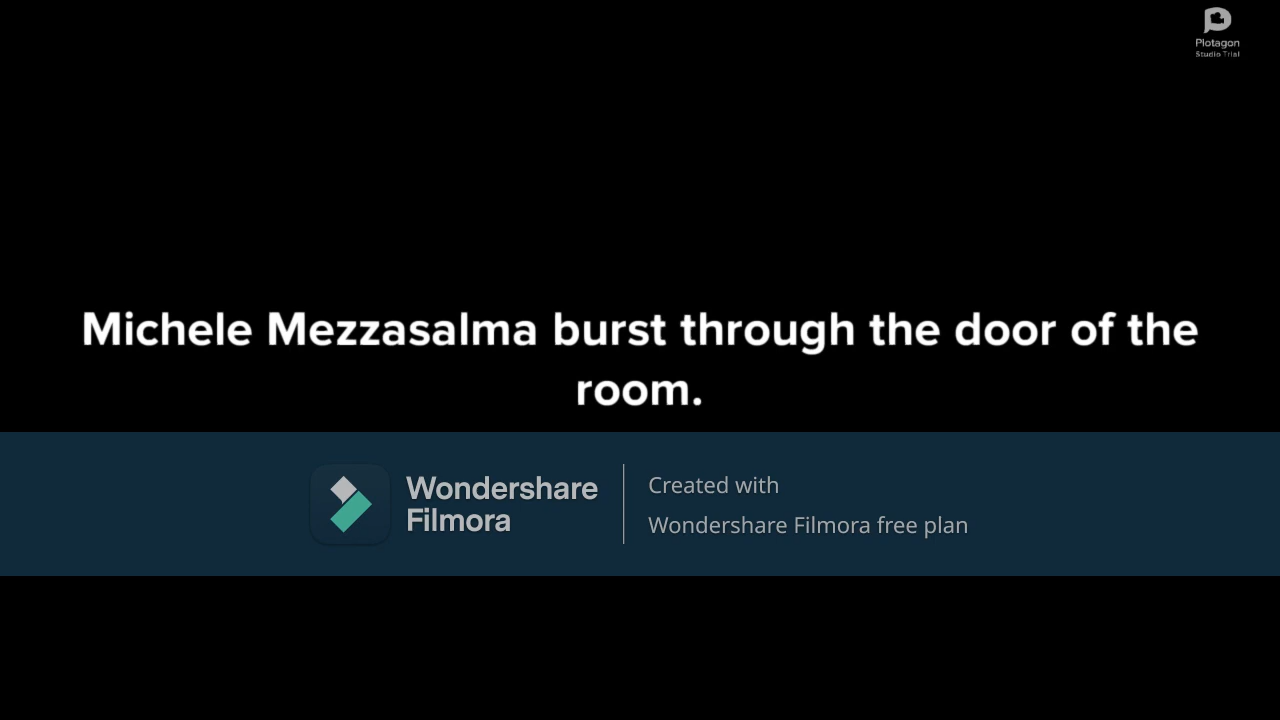 Plotagon
Studio Trial
Michele Mezzasalma burst through the door of the
room.
Wondershare
Filmora
Created with
Wondershare Filmora free plan